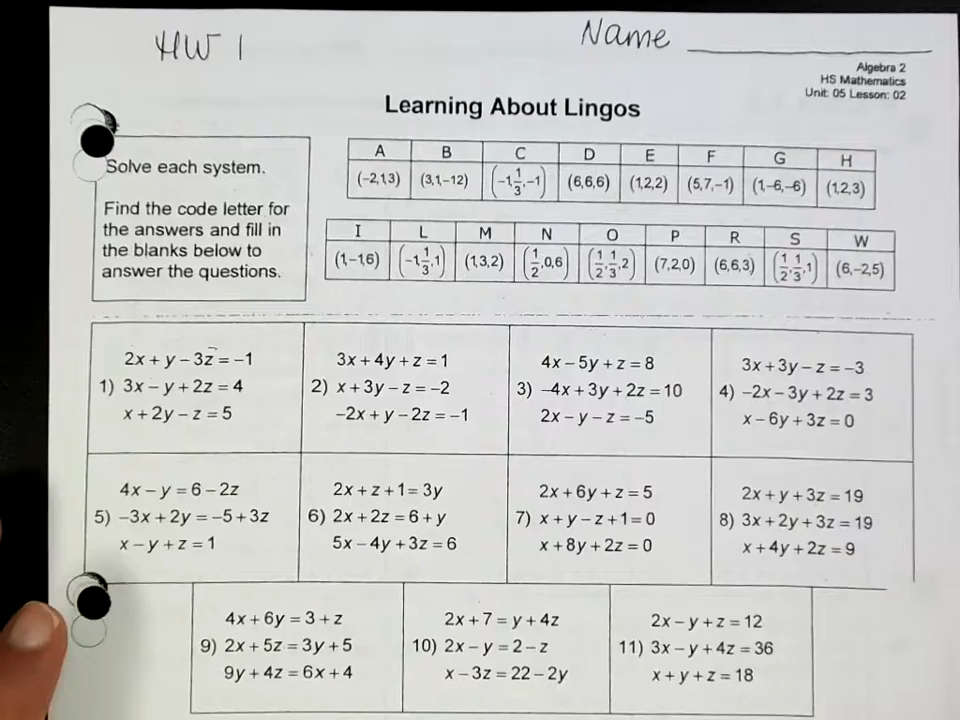 HW 1
Name
Algebra 2
HS Mathematics
Unit: 05 Lesson: 02
Learning About Lingos
Solve each system.
Find the code letter for
the answers and fill in
the blanks below to
answer the questions.
A B C D E F G H
(−2,1,3) (3,1,−12) (−1,1/3,−1) (6,6,6) (1,2,2) (5,7,−1) (1,−6,−6) (1,2,3)
I L M N O P R S W
(1,−1,6) (−1,1/3,1) (1,3,2) (1/2,0,6) (1/2,1/3,2) (7,2,0) (6,6,3) (1/2,1/3,1) (6,−2,5)
2x + y − 3z = −1
1) 3x − y + 2z = 4
x + 2y − z = 5
3x + 4y + z = 1
2) x + 3y − z = −2
−2x + y − 2z = −1
4x − 5y + z = 8
3) −4x + 3y + 2z = 10
2x − y − z = −5
3x + 3y − z = −3
4) −2x − 3y + 2z = 3
x − 6y + 3z = 0
4x − y = 6 − 2z
5) −3x + 2y = −5 + 3z
x − y + z = 1
2x + z + 1 = 3y
6) 2x + 2z = 6 + y
5x − 4y + 3z = 6
2x + 6y + z = 5
7) x + y − z + 1 = 0
x + 8y + 2z = 0
2x + y + 3z = 19
8) 3x + 2y + 3z = 19
x + 4y + 2z = 9
4x + 6y = 3 + z
9) 2x + 5z = 3y + 5
9y + 4z = 6x + 4
2x + 7 = y + 4z
10) 2x − y = 2 − z
x − 3z = 22 − 2y
2x − y + z = 12
11) 3x − y + 4z = 36
x + y + z = 18